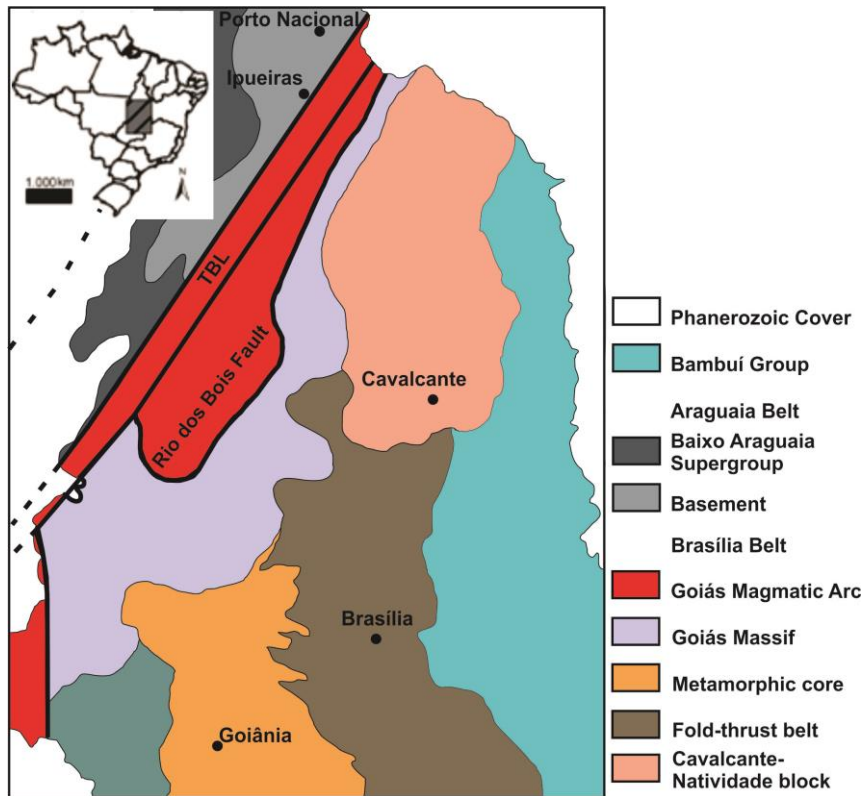 Porto Nacional
Ipueiras
1.000km
N
TBL
Rio dos Bois Fault
Cavalcante
Brasília
Goiânia
Phanerozoic Cover
Bambuí Group
Araguaia Belt
Baixo Araguaia
Supergroup
Basement
Brasília Belt
Goiás Magmatic Arc
Goiás Massif
Metamorphic core
Fold-thrust belt
Cavalcante-
Natividade block